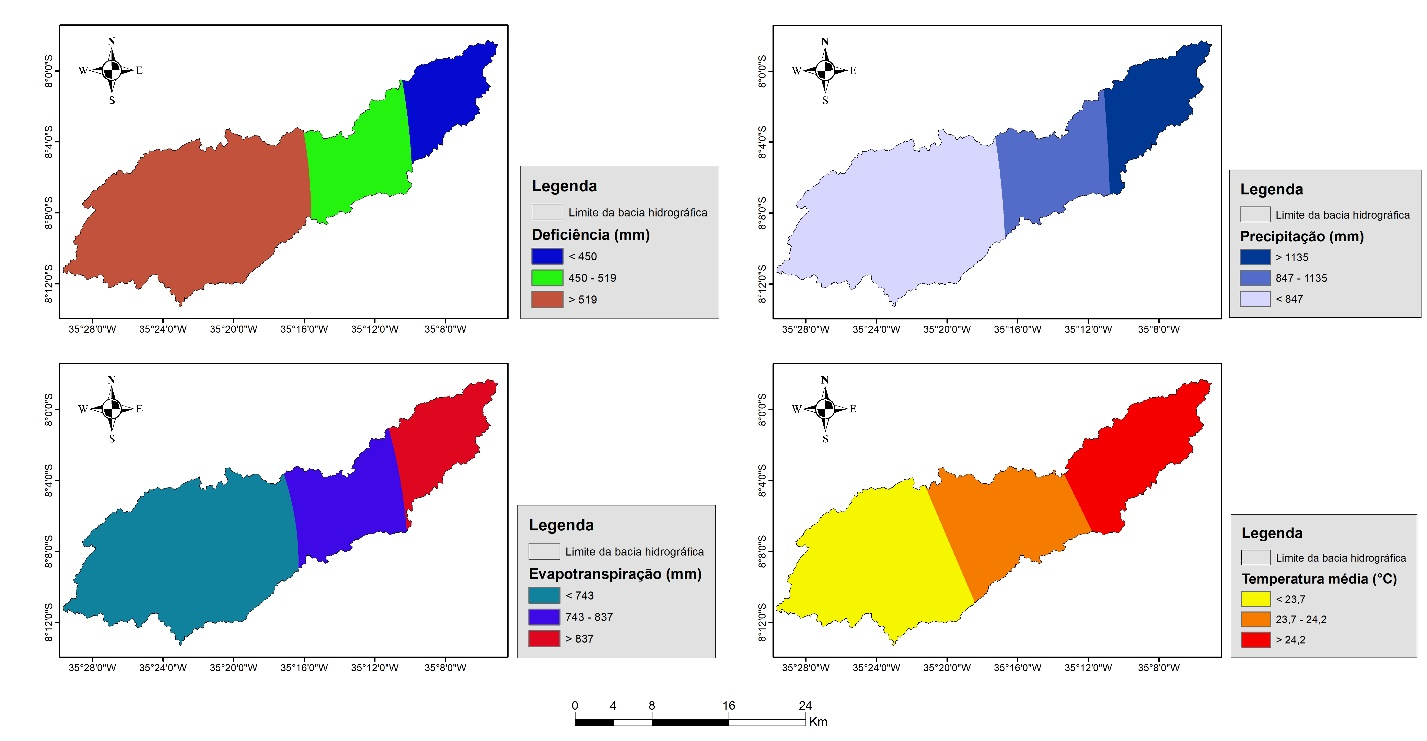 N
W E
S
8°0'0"S
8°4'0"S
8°8'0"S
8°12'0"S
35°28'0"W 35°24'0"W 35°20'0"W 35°16'0"W 35°12'0"W 35°8'0"W
Legenda
Limite da bacia hidrográfica
Deficiência (mm)
< 450
450 - 519
> 519
N
W E
S
8°0'0"S
8°4'0"S
8°8'0"S
8°12'0"S
35°28'0"W 35°24'0"W 35°20'0"W 35°16'0"W 35°12'0"W 35°8'0"W
Legenda
Limite da bacia hidrográfica
Precipitação (mm)
> 1135
847 - 1135
< 847
N
W E
S
8°0'0"S
8°4'0"S
8°8'0"S
8°12'0"S
35°28'0"W 35°24'0"W 35°20'0"W 35°16'0"W 35°12'0"W 35°8'0"W
Legenda
Limite da bacia hidrográfica
Evapotranspiração (mm)
< 743
743 - 837
> 837
N
W E
S
8°0'0"S
8°4'0"S
8°8'0"S
8°12'0"S
35°28'0"W 35°24'0"W 35°20'0"W 35°16'0"W 35°12'0"W 35°8'0"W
Legenda
Limite da bacia hidrográfica
Temperatura média (°C)
< 23,7
23,7 - 24,2
> 24,2
0 4 8 16 24
Km